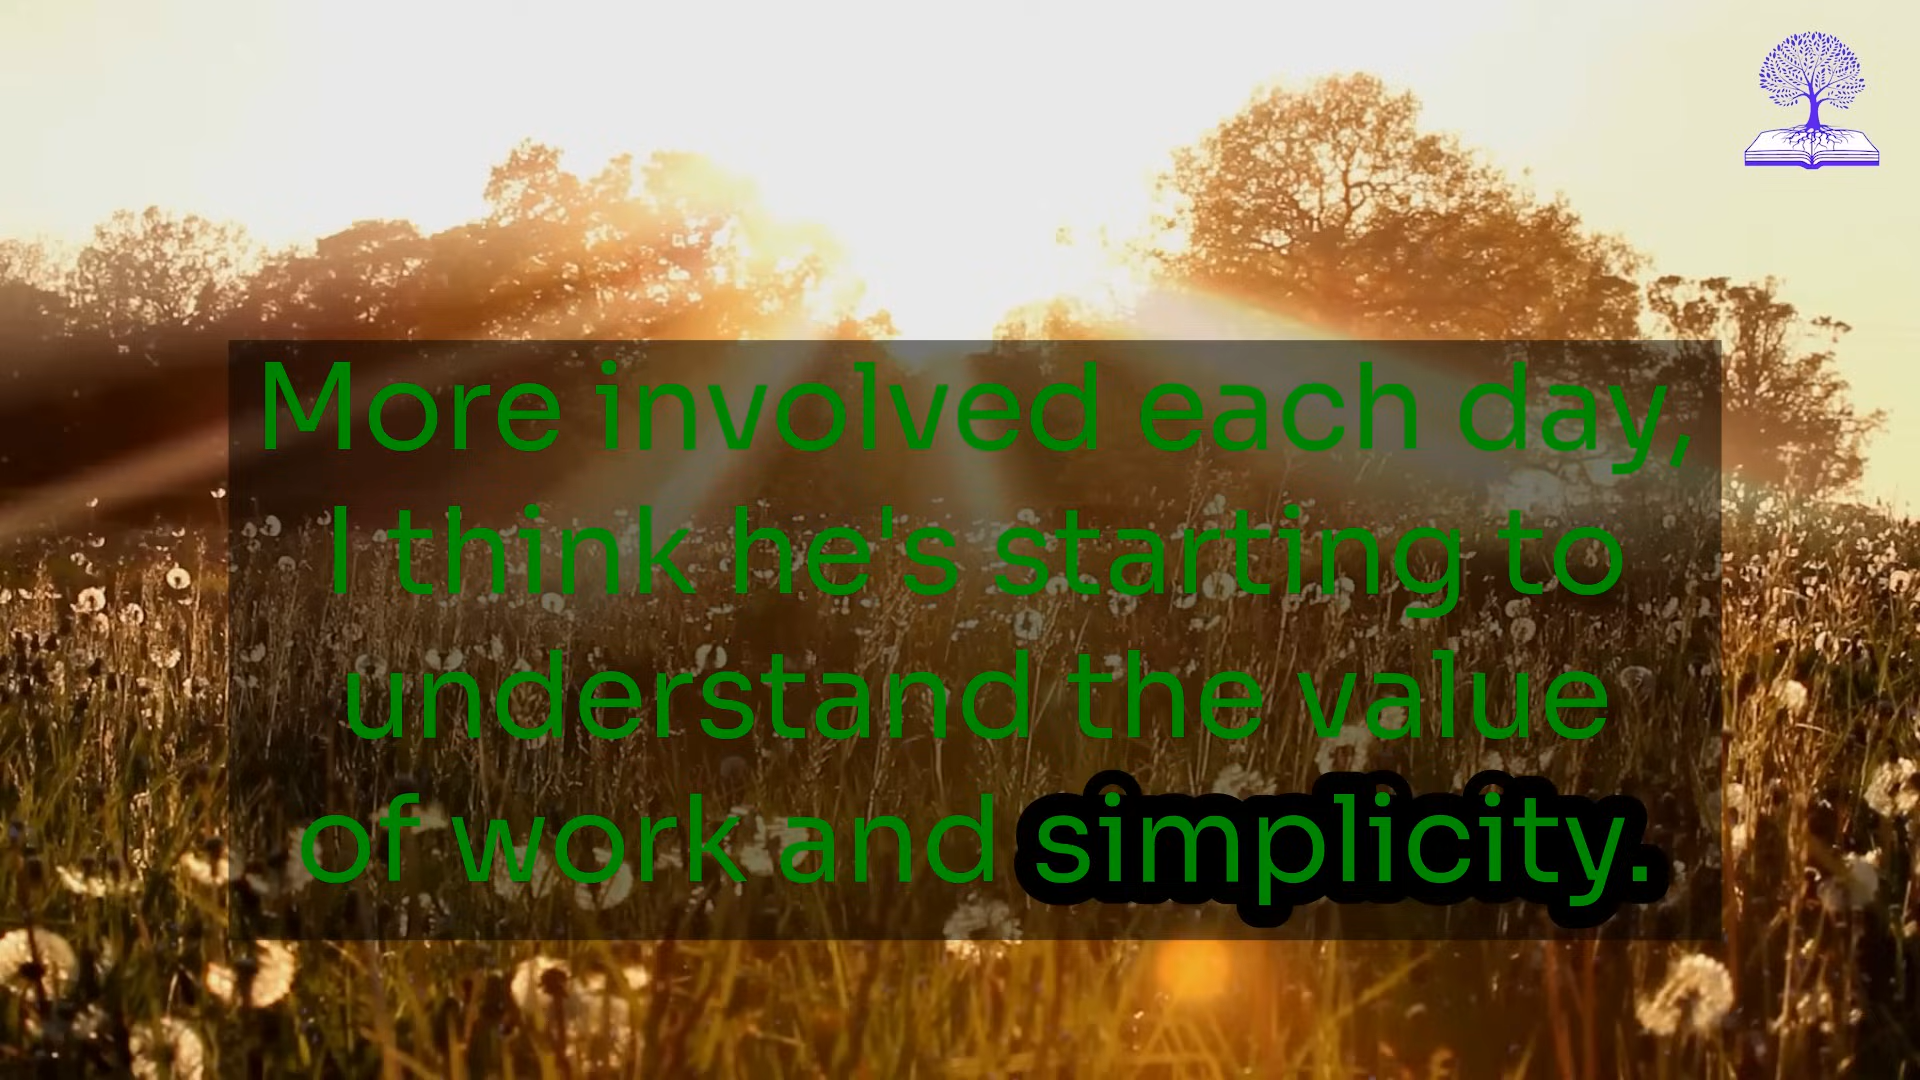 More involved each day,
I think he's starting to
understand the value
of work and simplicity.